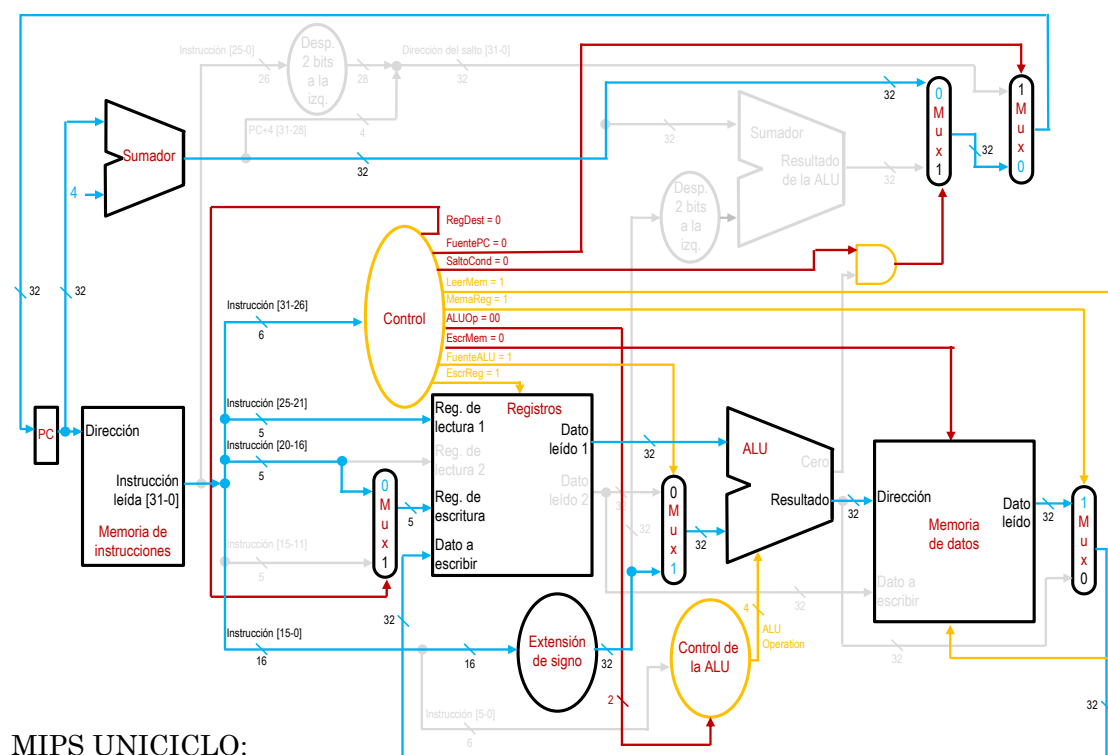 Instrucción [25-0]
26
Desp.
2 bits
a la
izq.
28
Dirección del salto [31-0]
32
PC+4 [31-28]
4
32
Sumador
4
32
32
32
Sumador
Resultado
de la ALU
32
Desp.
2 bits
a la
izq.
32
0
M
u
x
1
32
1
M
u
x
0
RegDest = 0
FuentePC = 0
SaltoCond = 0
LeerMem = 1
MemaReg = 1
ALUOp = 00
EscrMem = 0
FuenteALU = 1
EscrReg = 1
Control
Instrucción [31-26]
6
PC
Dirección
Instrucción
leída [31-0]
Memoria de
instrucciones
Instrucción [25-21]
5
Instrucción [20-16]
5
Instrucción [15-11]
5
0
M
u
x
1
5
Reg. de
lectura 1
Reg. de
lectura 2
Reg. de
escritura
Dato a
escribir
Registros
Dato
leído 1
Dato
leído 2
32
32
32
32
0
M
u
x
1
32
ALU
Cero
Resultado
32
Dirección
Dato
leído
Memoria
de datos
Dato a
escribir
32
32
1
M
u
x
0
32
Instrucción [15-0]
16
16
Extensión
de signo
32
Instrucción [5-0]
6
2
Control de
la ALU
4
ALU
Operation
32
MIPS UNICICLO: